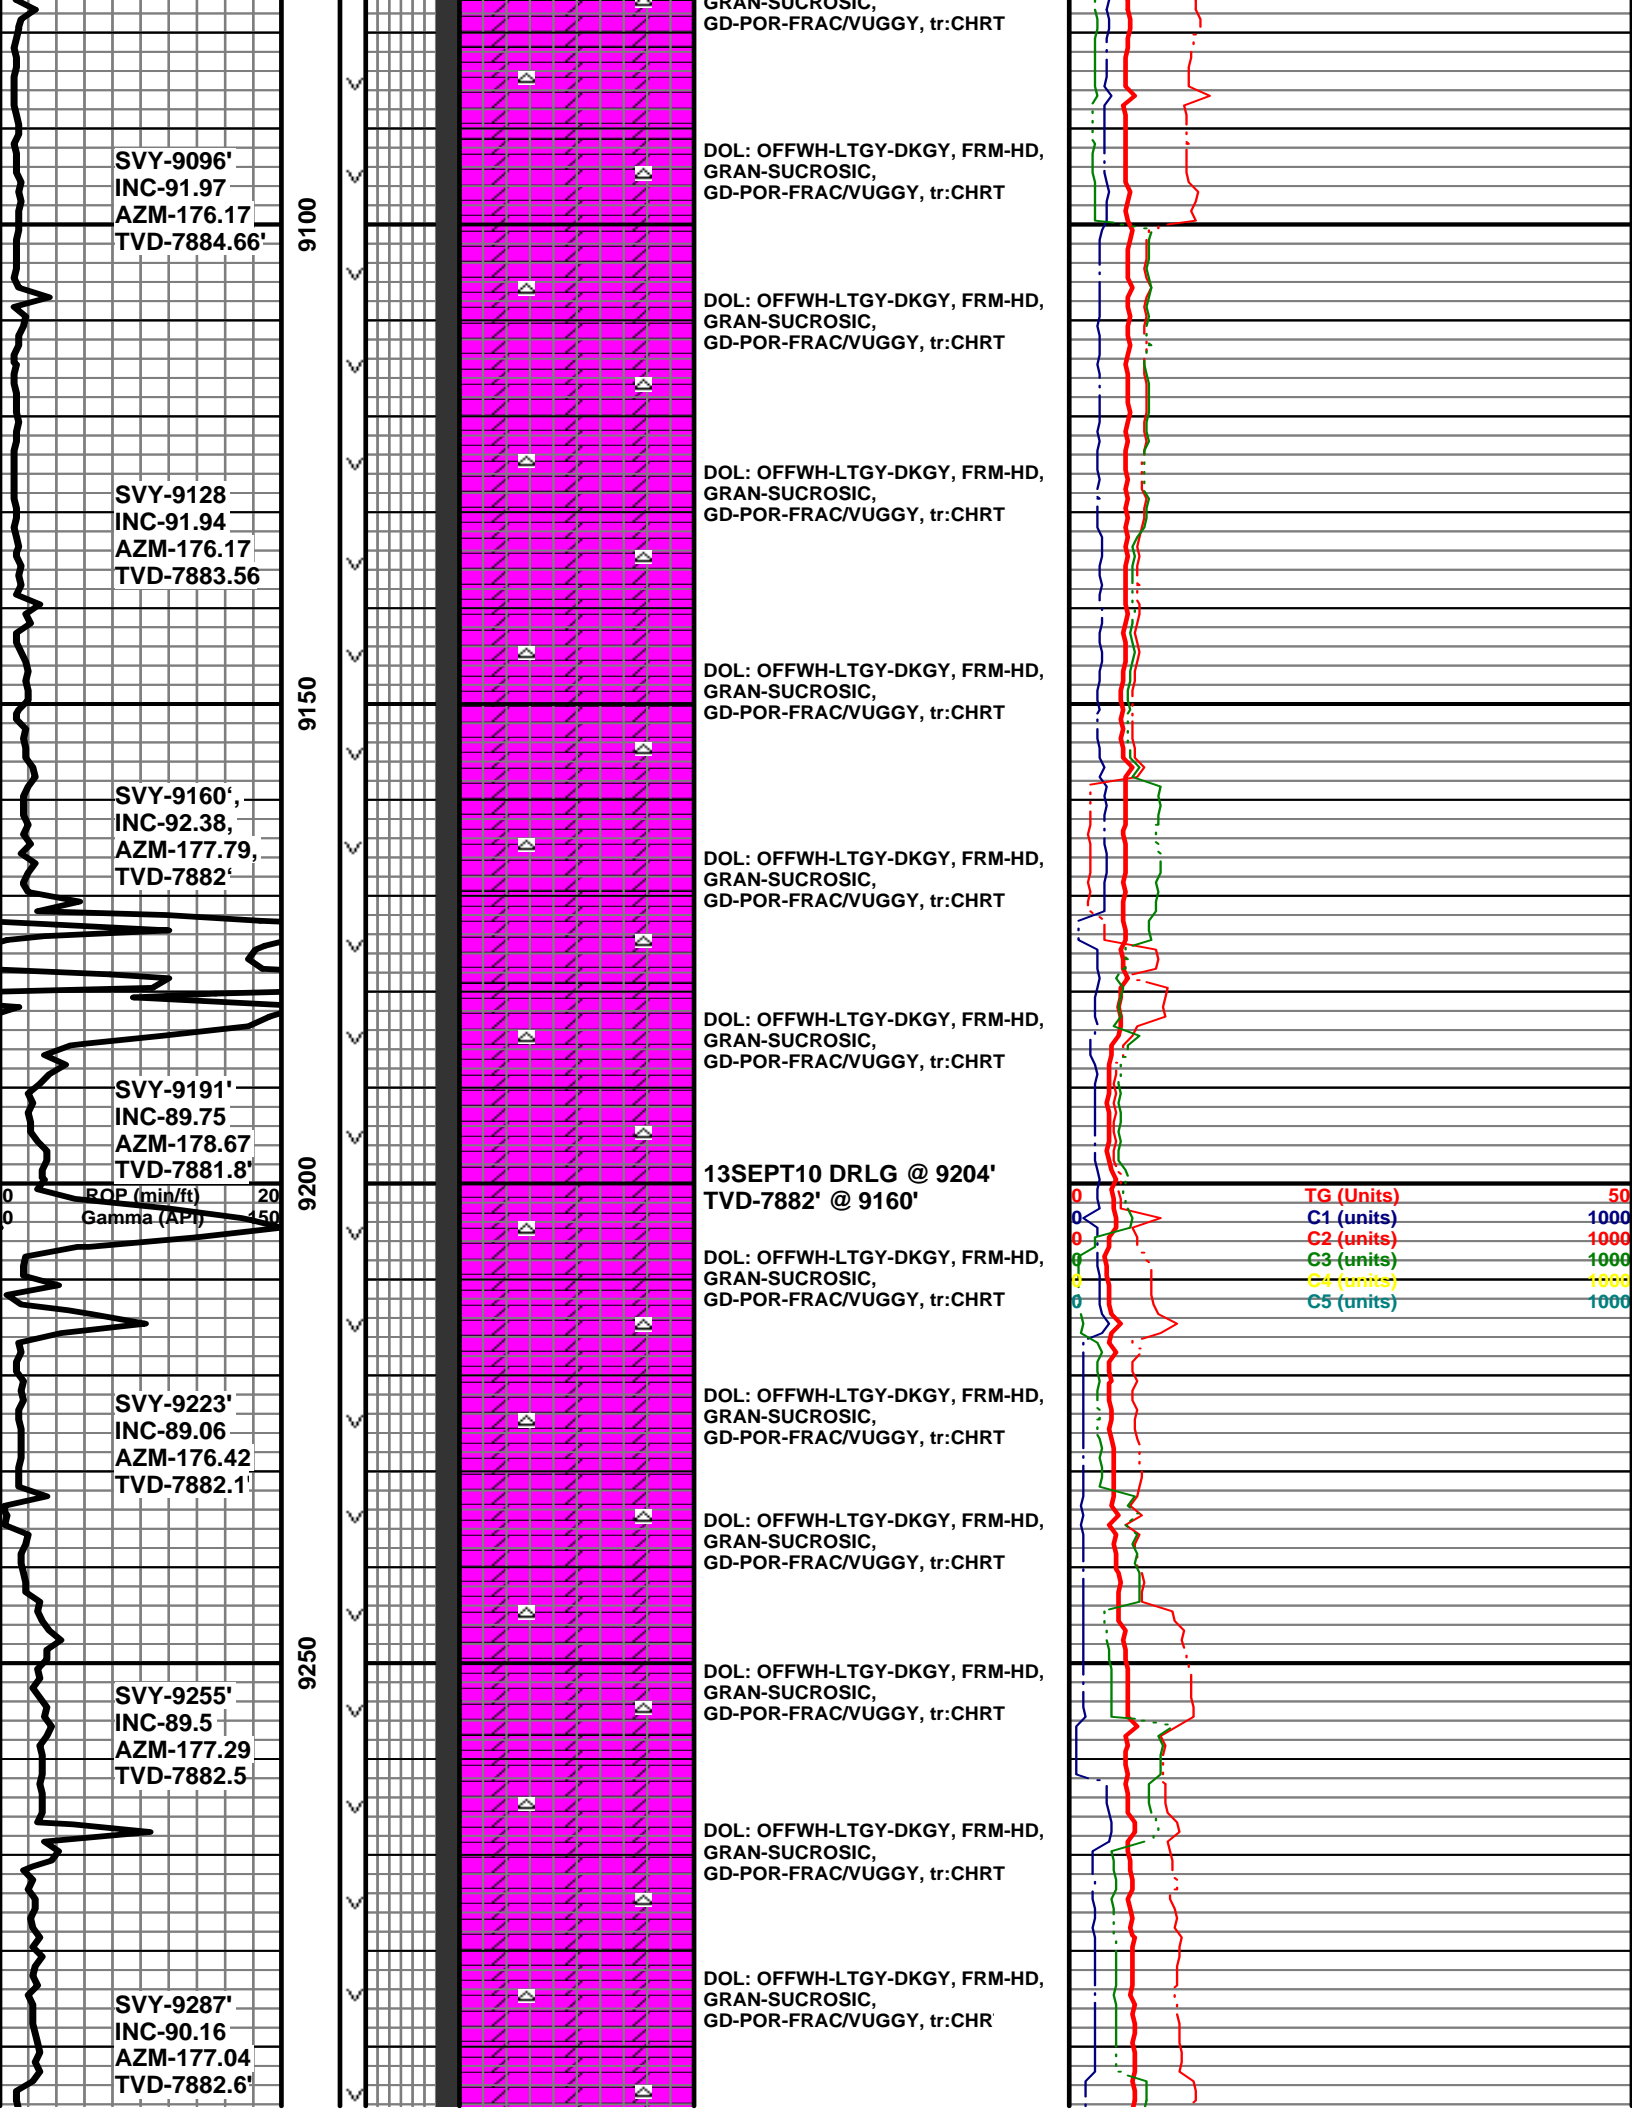 GRAN-SUCROSIC,
GD-POR-FRAC/VUGGY, tr:CHRT
SVY-9096'
INC-91.97
AZM-176.17
TVD-7884.66'
9100
DOL: OFFWH-LTGY-DKGY, FRM-HD,
GRAN-SUCROSIC,
GD-POR-FRAC/VUGGY, tr:CHRT
DOL: OFFWH-LTGY-DKGY, FRM-HD,
GRAN-SUCROSIC,
GD-POR-FRAC/VUGGY, tr:CHRT
SVY-9128
INC-91.94
AZM-176.17
TVD-7883.56
DOL: OFFWH-LTGY-DKGY, FRM-HD,
GRAN-SUCROSIC,
GD-POR-FRAC/VUGGY, tr:CHRT
9150
DOL: OFFWH-LTGY-DKGY, FRM-HD,
GRAN-SUCROSIC,
GD-POR-FRAC/VUGGY, tr:CHRT
SVY-9160‘,
INC-92.38,
AZM-177.79,
TVD-7882‘
DOL: OFFWH-LTGY-DKGY, FRM-HD,
GRAN-SUCROSIC,
GD-POR-FRAC/VUGGY, tr:CHRT
DOL: OFFWH-LTGY-DKGY, FRM-HD,
GRAN-SUCROSIC,
GD-POR-FRAC/VUGGY, tr:CHRT
SVY-9191'
INC-89.75
AZM-178.67
TVD-7881.8'
9200
13SEPT10 DRLG @ 9204'
TVD-7882' @ 9160'
0 ROP (min/ft) 20
0 Gamma (API) 150
0 TG (Units) 50
0 C1 (units) 1000
0 C2 (units) 1000
0 C3 (units) 1000
0 C4 (units) 1000
0 C5 (units) 1000
DOL: OFFWH-LTGY-DKGY, FRM-HD,
GRAN-SUCROSIC,
GD-POR-FRAC/VUGGY, tr:CHRT
SVY-9223'
INC-89.06
AZM-176.42
TVD-7882.1'
DOL: OFFWH-LTGY-DKGY, FRM-HD,
GRAN-SUCROSIC,
GD-POR-FRAC/VUGGY, tr:CHRT
DOL: OFFWH-LTGY-DKGY, FRM-HD,
GRAN-SUCROSIC,
GD-POR-FRAC/VUGGY, tr:CHRT
9250
DOL: OFFWH-LTGY-DKGY, FRM-HD,
GRAN-SUCROSIC,
GD-POR-FRAC/VUGGY, tr:CHRT
SVY-9255'
INC-89.5
AZM-177.29
TVD-7882.5
DOL: OFFWH-LTGY-DKGY, FRM-HD,
GRAN-SUCROSIC,
GD-POR-FRAC/VUGGY, tr:CHRT
SVY-9287'
INC-90.16
AZM-177.04
TVD-7882.6'
DOL: OFFWH-LTGY-DKGY, FRM-HD,
GRAN-SUCROSIC,
GD-POR-FRAC/VUGGY, tr:CHR